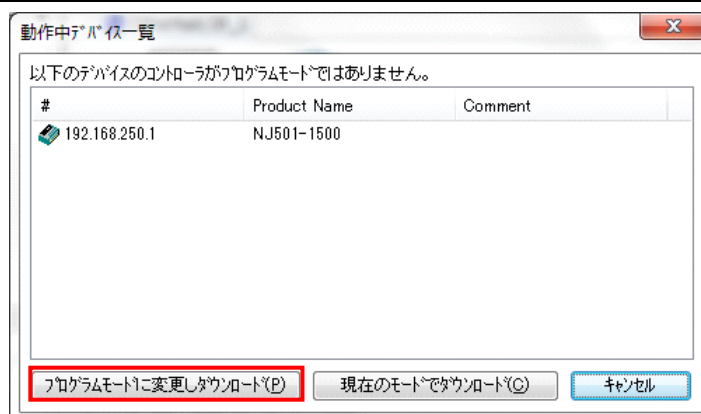 動作中ﾃﾞﾊﾞｲｽ一覧
以下のﾃﾞﾊﾞｲｽのｺﾝﾄﾛｰﾗがﾌﾟﾛｸﾞﾗﾑﾓｰﾄﾞではありません。
# Product Name Comment
192.168.250.1 NJ501-1500
ﾌﾟﾛｸﾞﾗﾑﾓｰﾄﾞに変更しﾀﾞｳﾝﾛｰﾄﾞ(P) 現在のﾓｰﾄﾞでﾀﾞｳﾝﾛｰﾄﾞ(C) ｷｬﾝｾﾙ